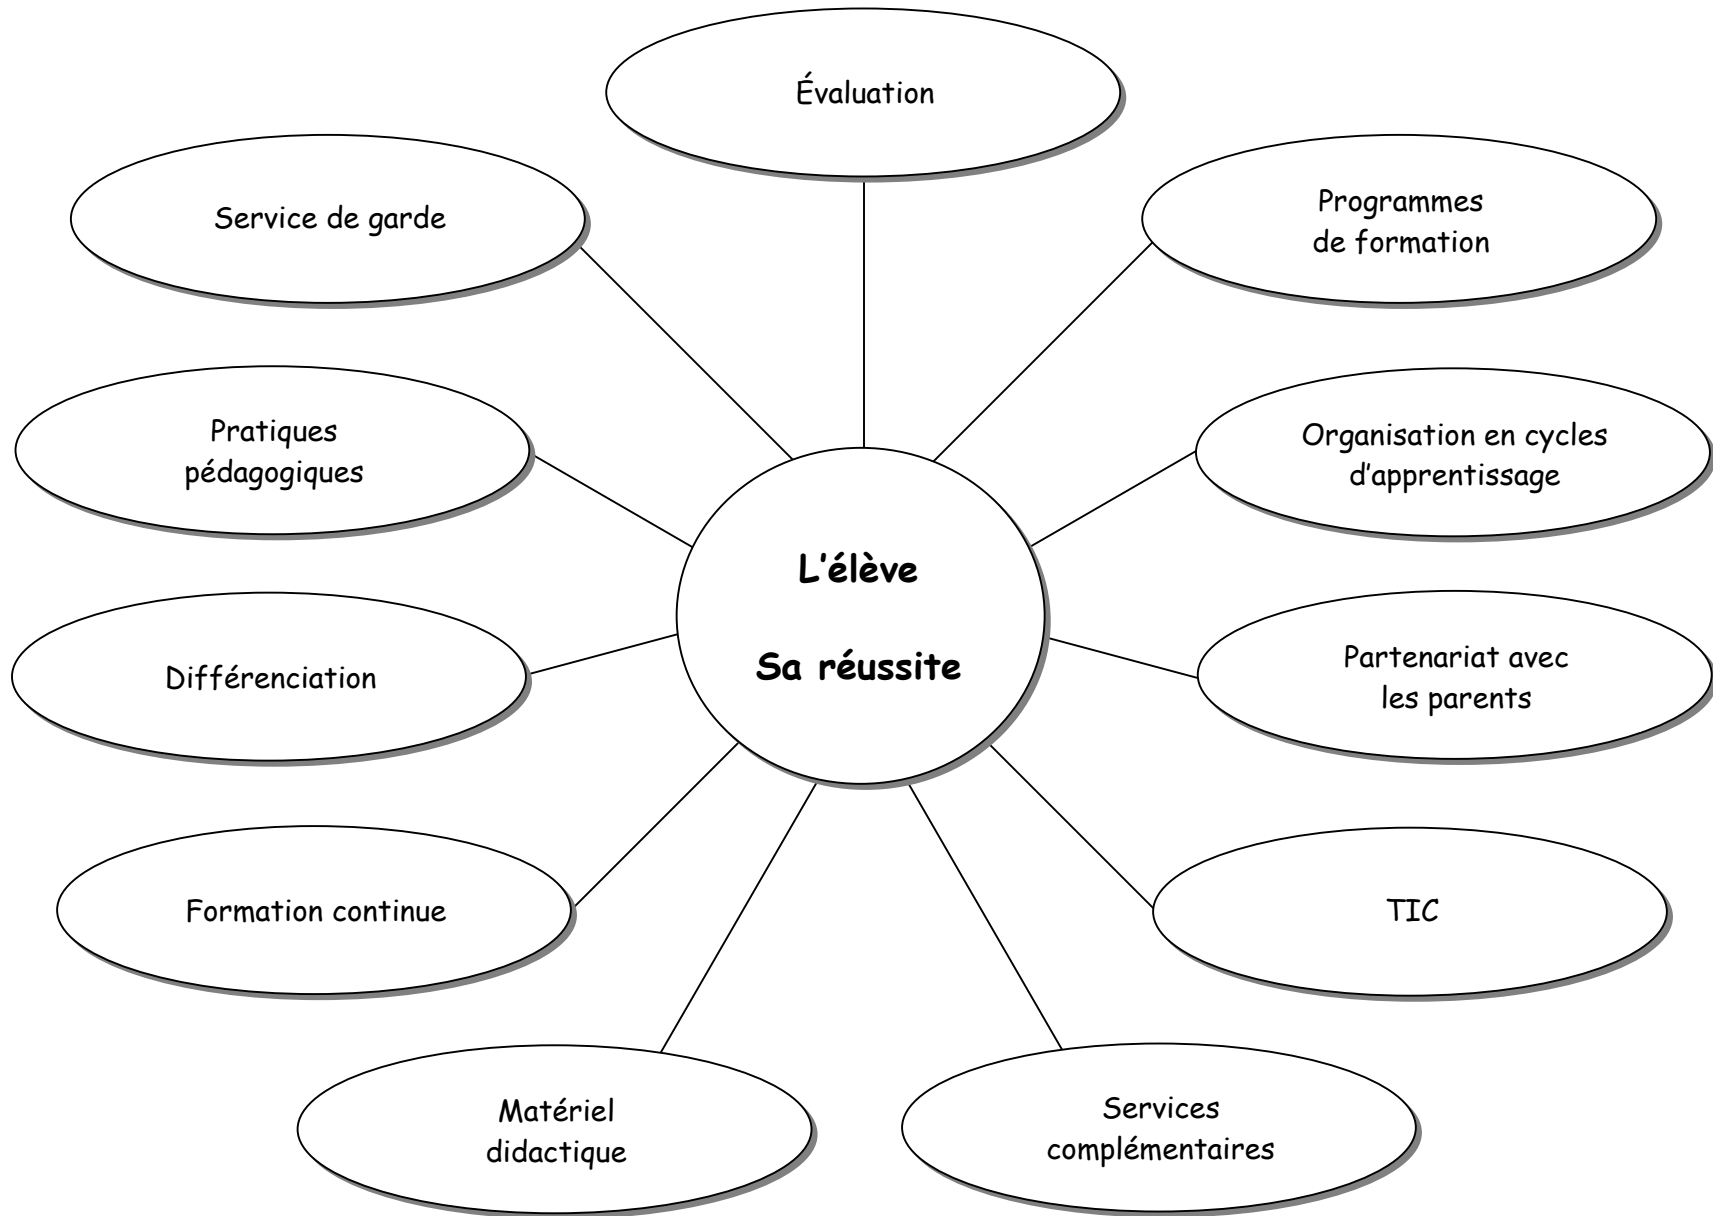 Évaluation
Service de garde
Programmes
de formation
Pratiques
pédagogiques
Organisation en cycles
d'apprentissage
L'élève
Sa réussite
Différenciation
Partenariat avec
les parents
Formation continue
TIC
Matériel
didactique
Services
complémentaires